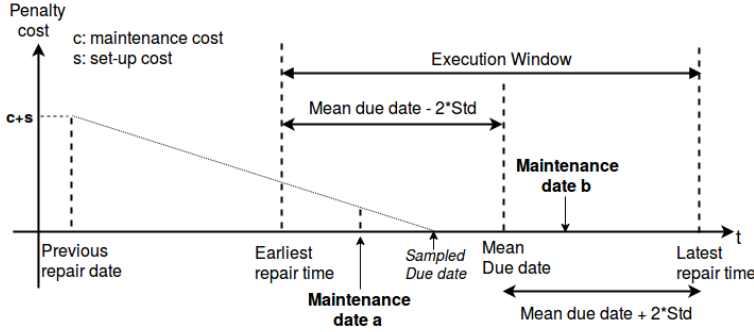 Penalty
cost
c: maintenance cost
s: set-up cost
Execution Window
Mean due date - 2*Std
c+s
Maintenance
date b
t
Previous
repair date
Earliest
repair time
Sampled
Due date
Mean
Due date
Latest
repair time
Maintenance
date a
Mean due date + 2*Std